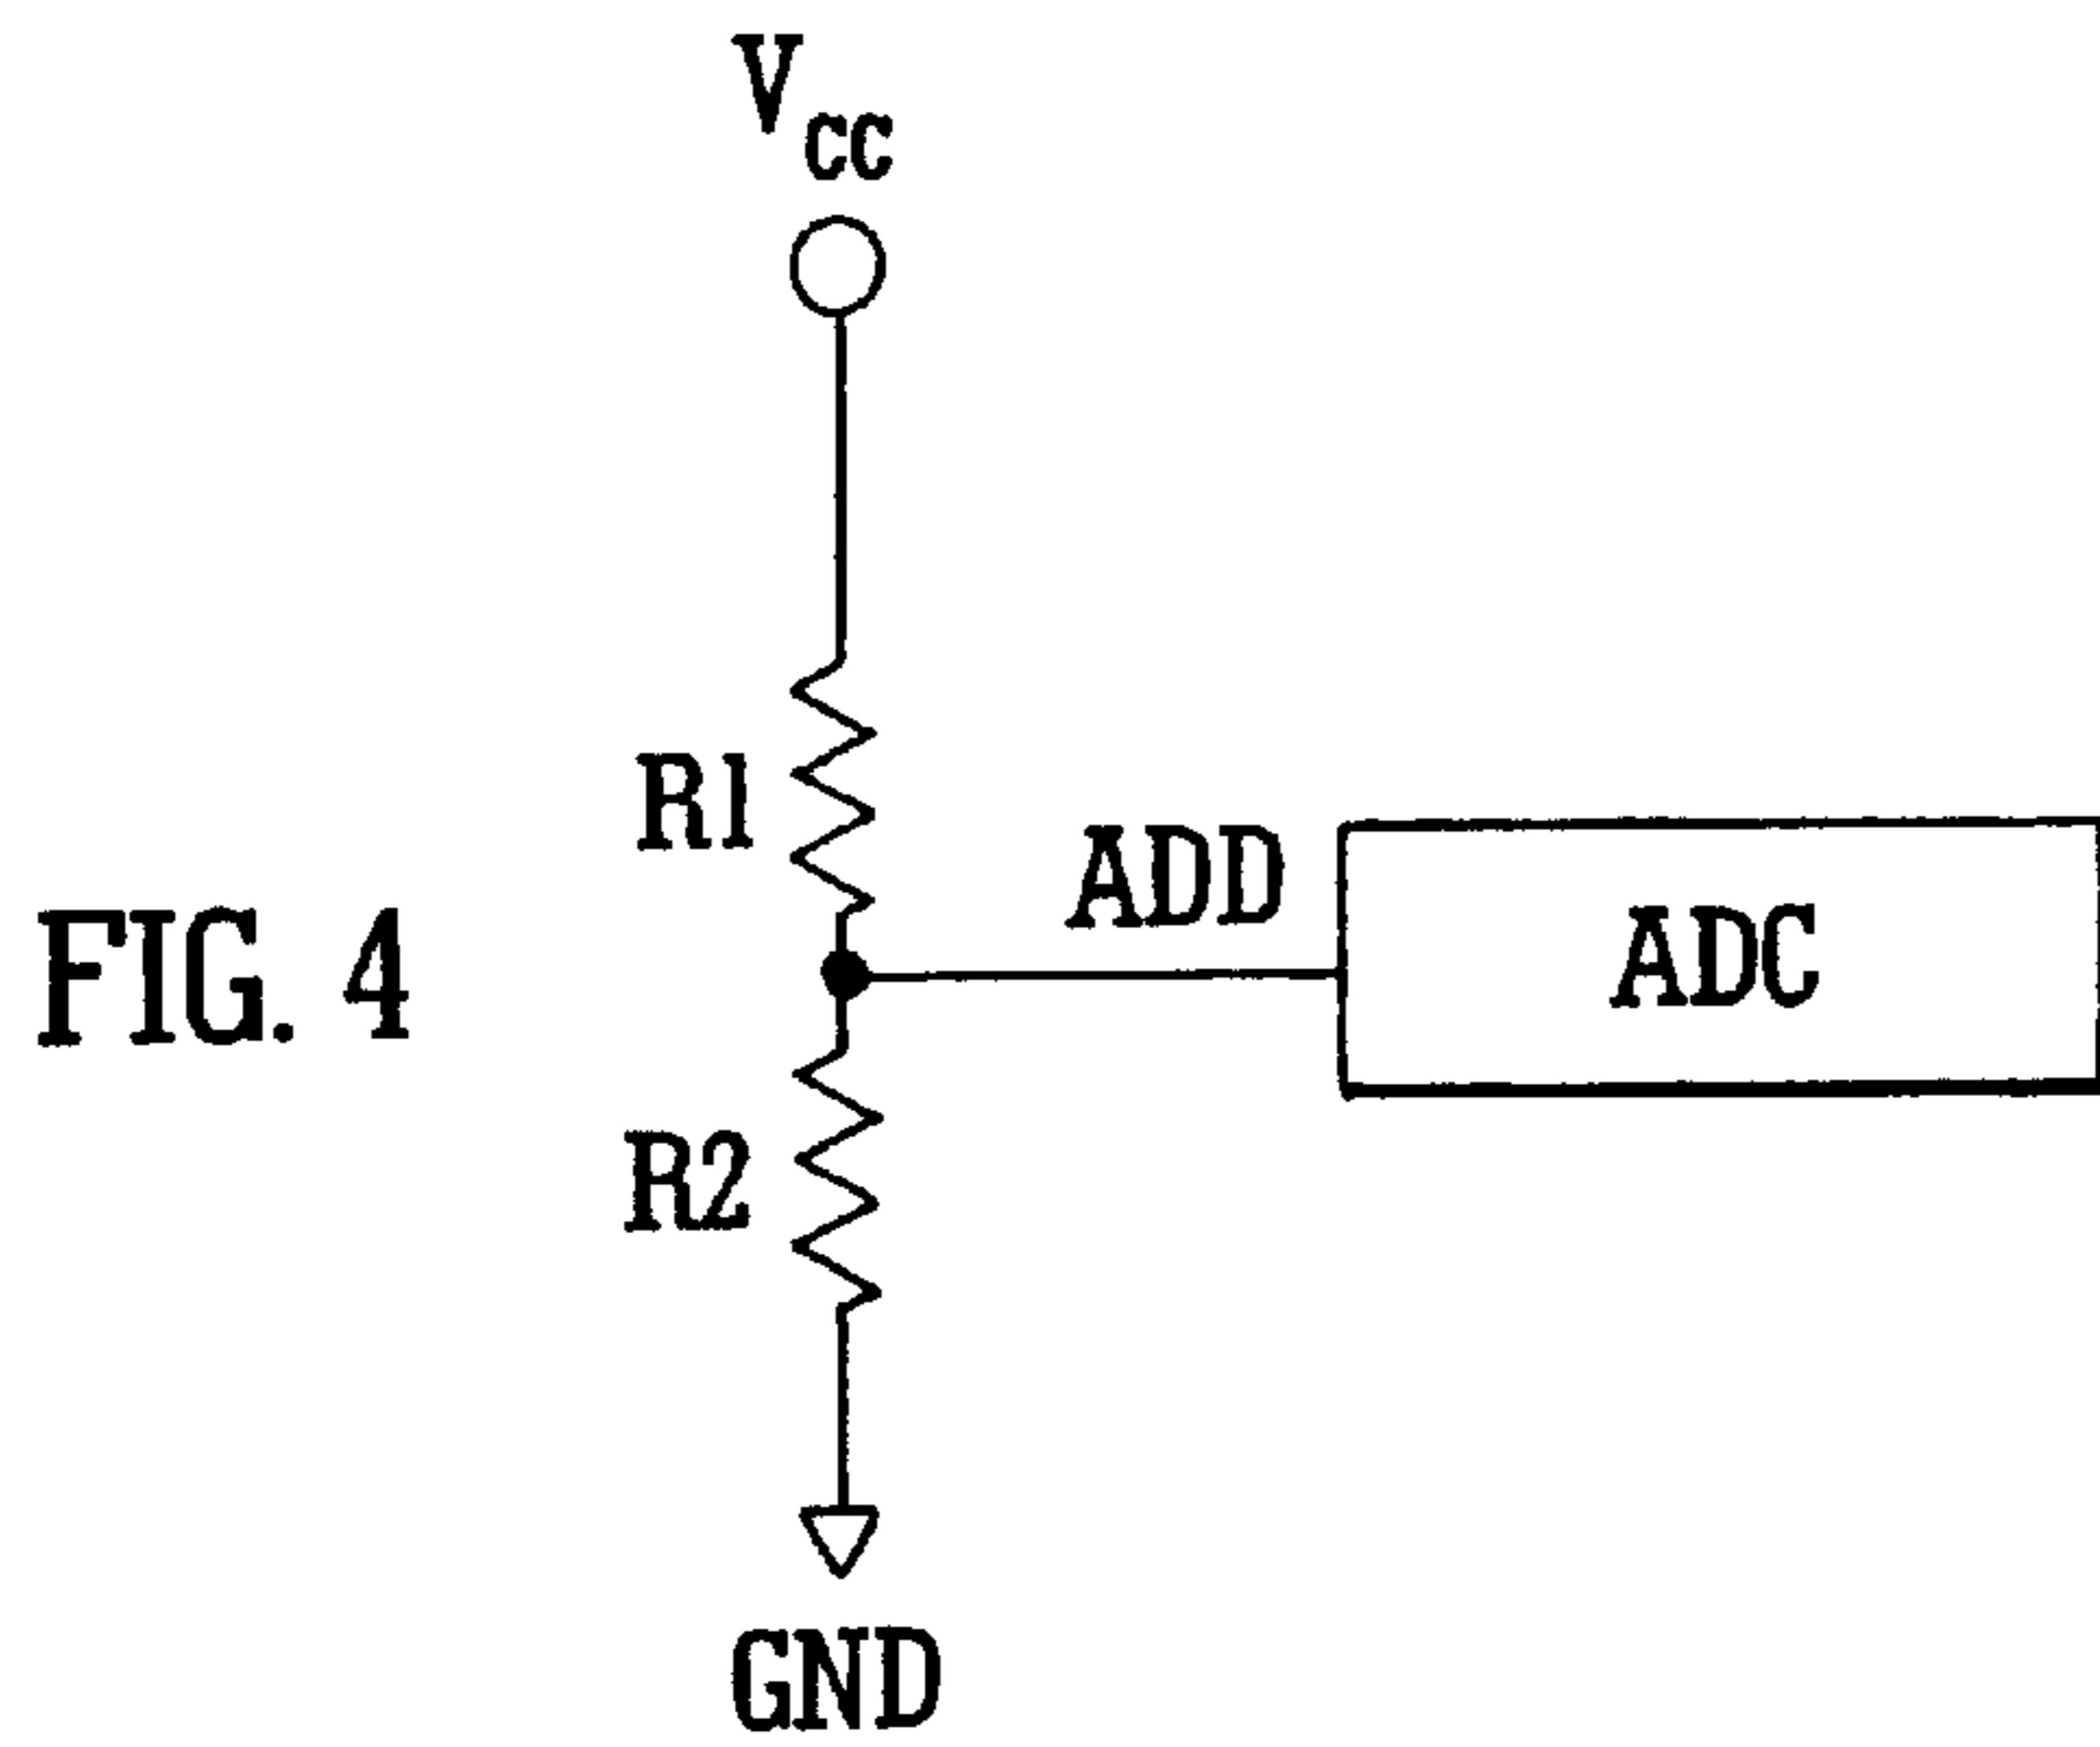 Vcc
R1
ADD
ADC
FIG. 4
R2
GND